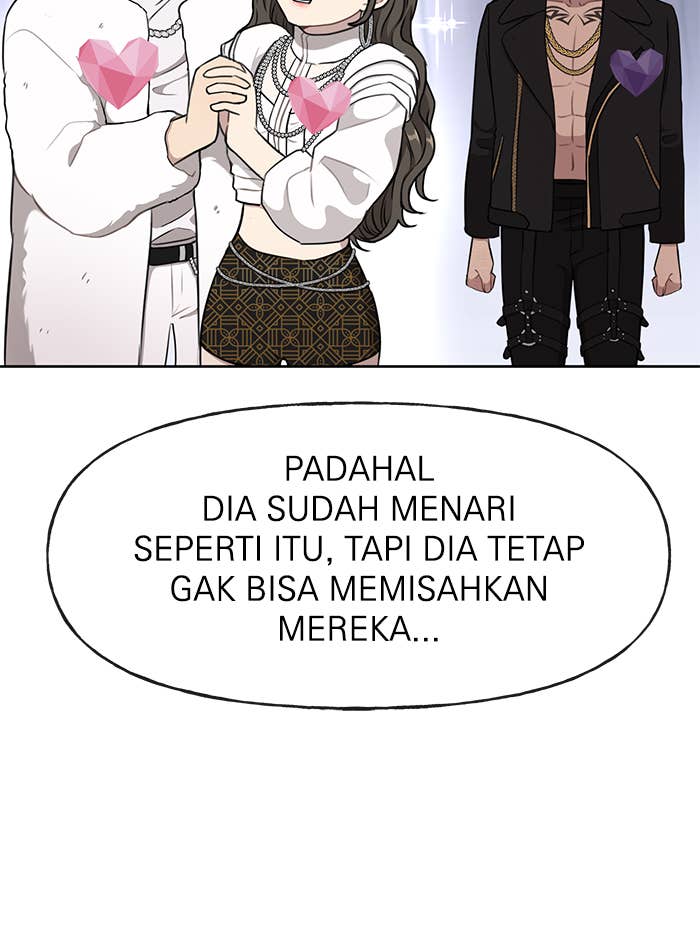 PADAHAL
DIA SUDAH MENARI
SEPERTI ITU, TAPI DIA TETAP
GAK BISA MEMISAHKAN
MEREKA...